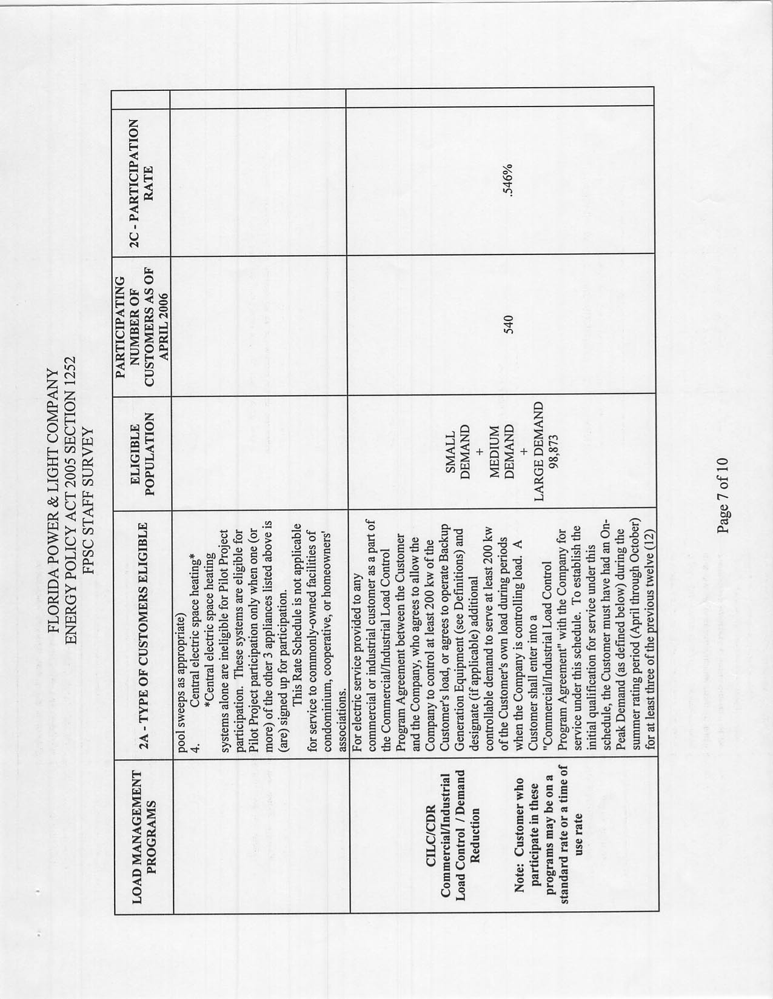 FLORIDA POWER & LIGHT COMPANY
ENERGY POLICY ACT 2005 SECTION 1252
FPSC STAFF SURVEY
LOAD MANAGEMENT
PROGRAMS
2A - TYPE OF CUSTOMERS ELIGIBLE
ELIGIBLE
POPULATION
PARTICIPATING
NUMBER OF
CUSTOMERS AS OF
APRIL 2006
2C - PARTICIPATION
RATE
pool sweeps as appropriate)
4. Central electric space heating*
*Central electric space heating
systems alone are ineligible for Pilot Project
participation. These systems are eligible for
Pilot Project participation only when one (or
more) of the other 3 appliances listed above is
(are) signed up for participation.
This Rate Schedule is not applicable
for service to commonly-owned facilities of
condominium, cooperative, or homeowners'
associations.
CILC/CDR
Commercial/Industrial
Load Control / Demand
Reduction
Note: Customer who
participate in these
programs may be on a
standard rate or a time of
use rate
For electric service provided to any
commercial or industrial customer as a part of
the Commercial/Industrial Load Control
Program Agreement between the Customer
and the Company, who agrees to allow the
Company to control at least 200 kw of the
Customer's load, or agrees to operate Backup
Generation Equipment (see Definitions) and
designate (if applicable) additional
controllable demand to serve at least 200 kw
of the Customer's own load during periods
when the Company is controlling load. A
Customer shall enter into a
"Commercial/Industrial Load Control
Program Agreement" with the Company for
service under this schedule. To establish the
initial qualification for service under this
schedule, the Customer must have had an On-
Peak Demand (as defined below) during the
summer rating period (April through October)
for at least three of the previous twelve (12)
SMALL
DEMAND
+
MEDIUM
DEMAND
+
LARGE DEMAND
98,873
540
.546%
Page 7 of 10